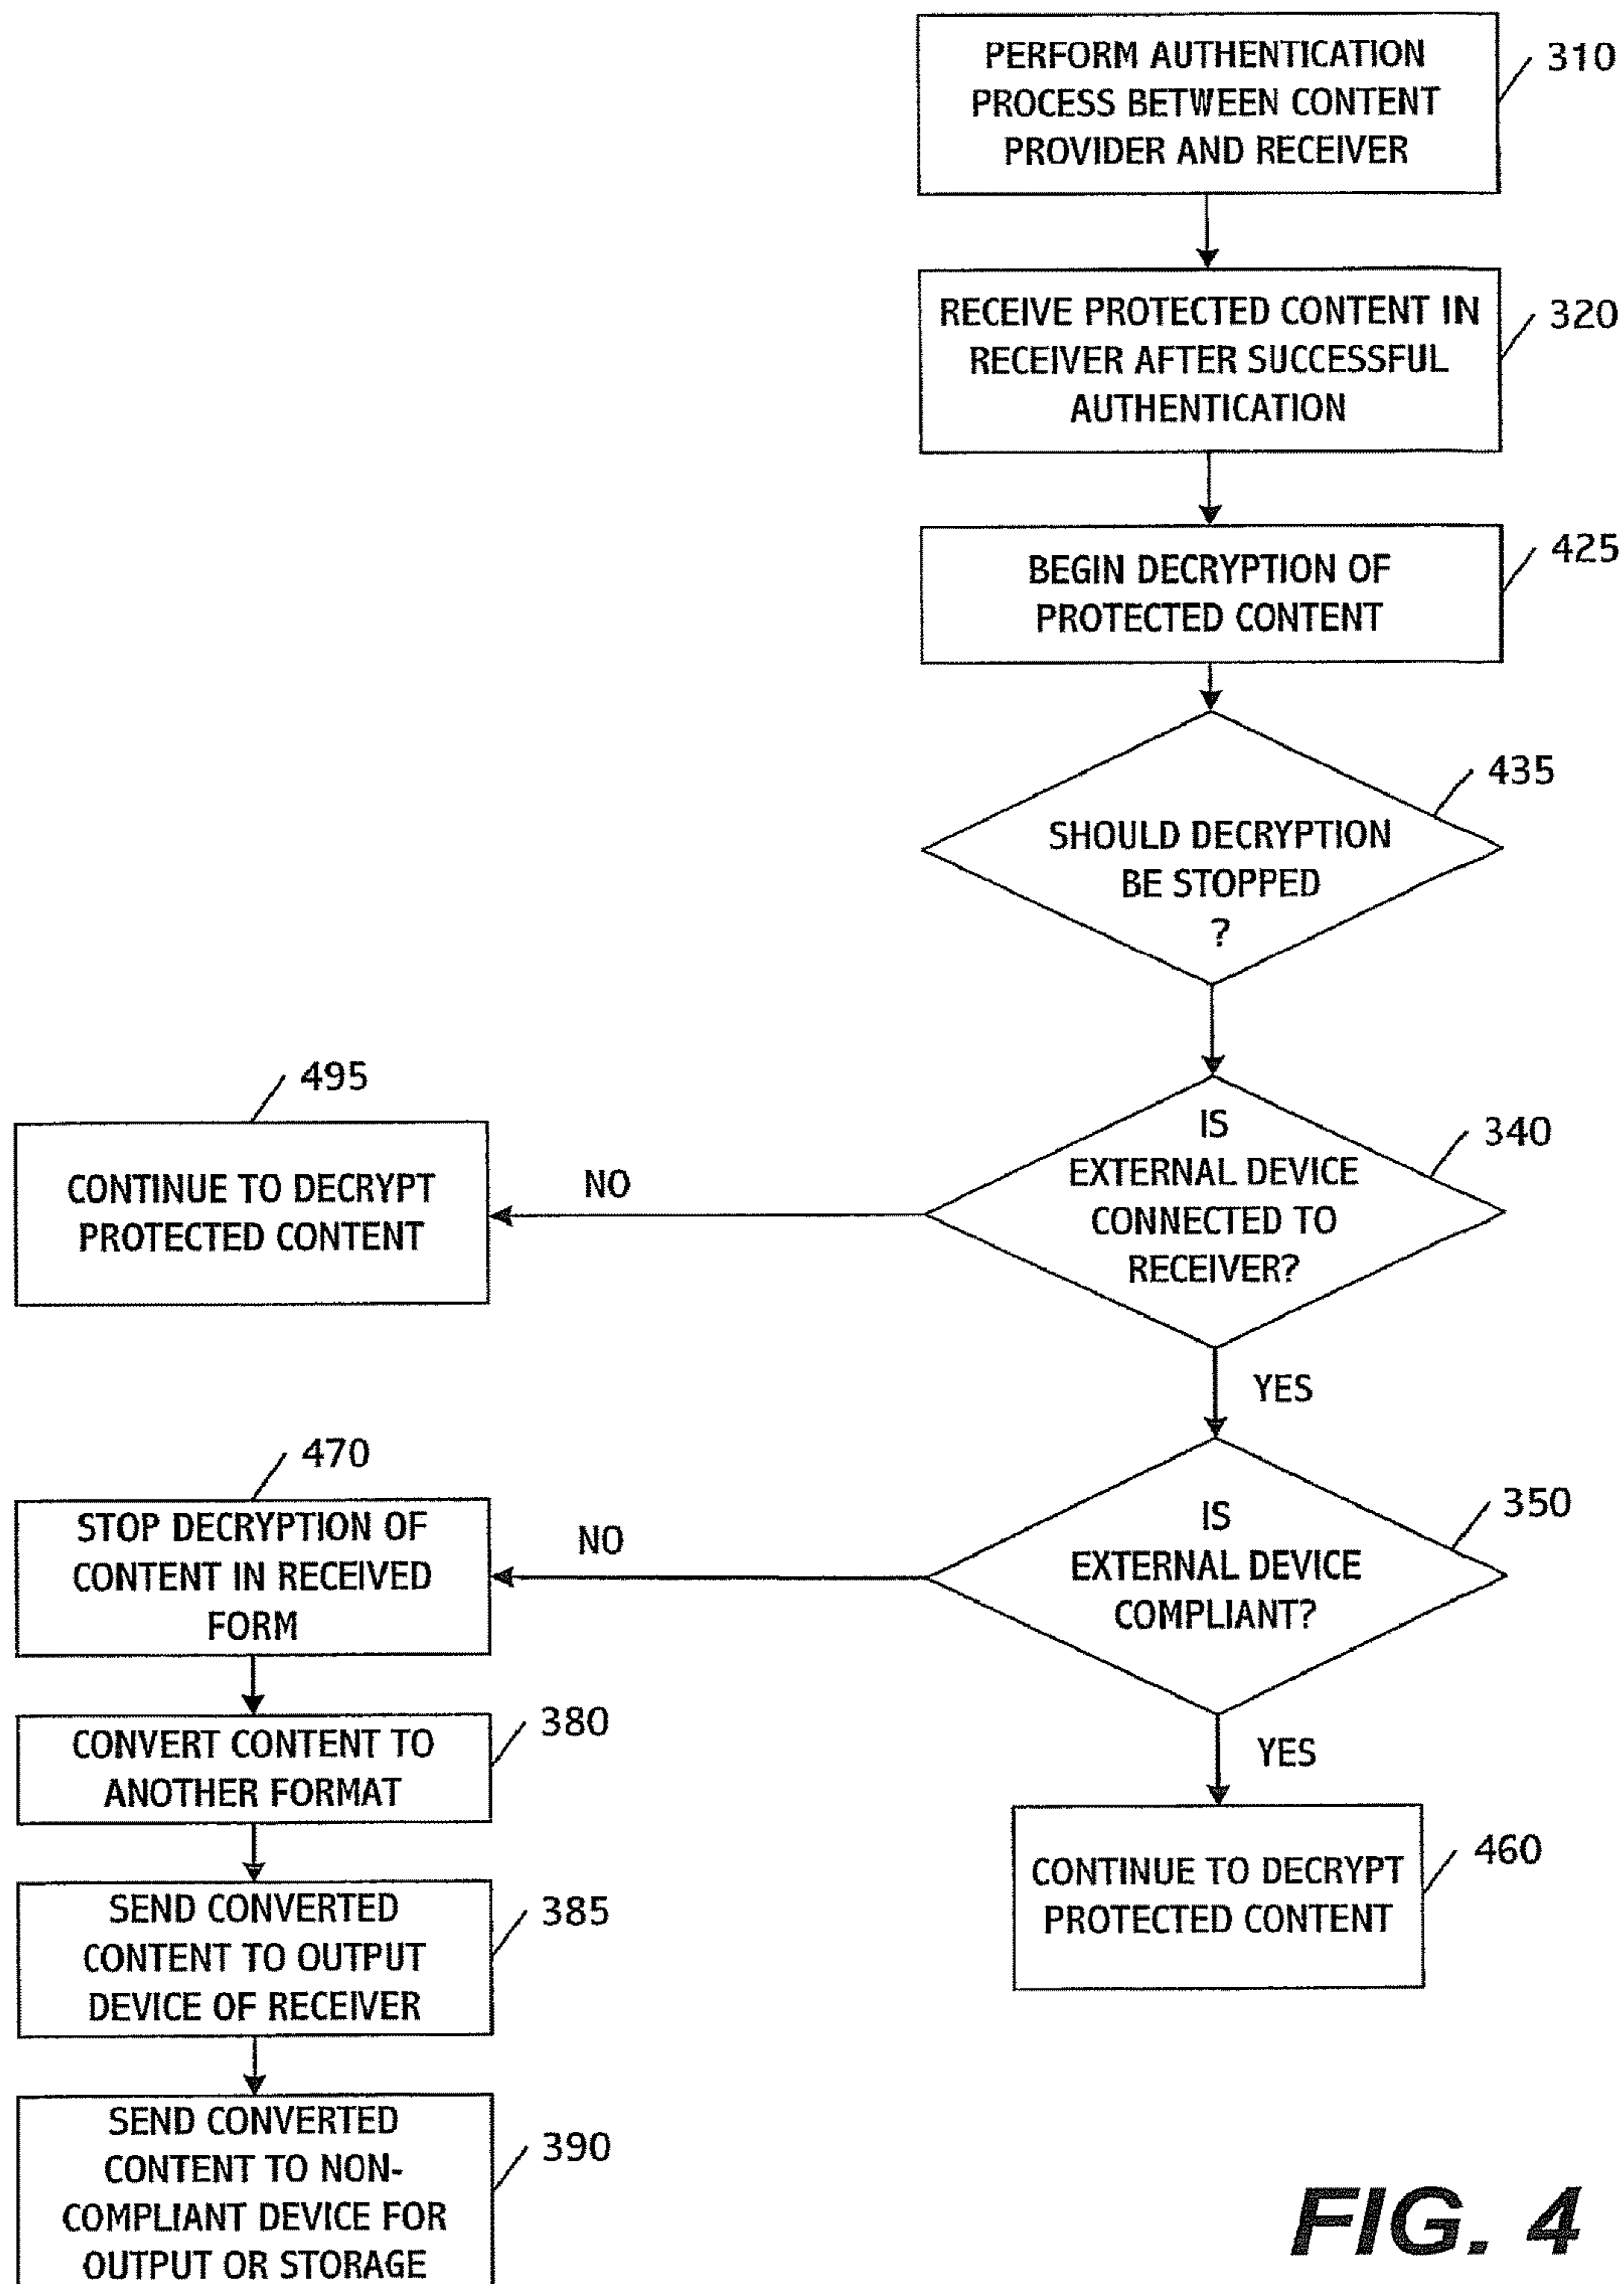 PERFORM AUTHENTICATION
PROCESS BETWEEN CONTENT
PROVIDER AND RECEIVER
310
RECEIVE PROTECTED CONTENT IN
RECEIVER AFTER SUCCESSFUL
AUTHENTICATION
320
BEGIN DECRYPTION OF
PROTECTED CONTENT
425
SHOULD DECRYPTION
BE STOPPED
?
435
IS
EXTERNAL DEVICE
CONNECTED TO
RECEIVER?
340
NO
495
CONTINUE TO DECRYPT
PROTECTED CONTENT
YES
IS
EXTERNAL DEVICE
COMPLIANT?
350
NO
470
STOP DECRYPTION OF
CONTENT IN RECEIVED
FORM
YES
CONTINUE TO DECRYPT
PROTECTED CONTENT
460
CONVERT CONTENT TO
ANOTHER FORMAT
380
SEND CONVERTED
CONTENT TO OUTPUT
DEVICE OF RECEIVER
385
SEND CONVERTED
CONTENT TO NON-
COMPLIANT DEVICE FOR
OUTPUT OR STORAGE
390
FIG. 4